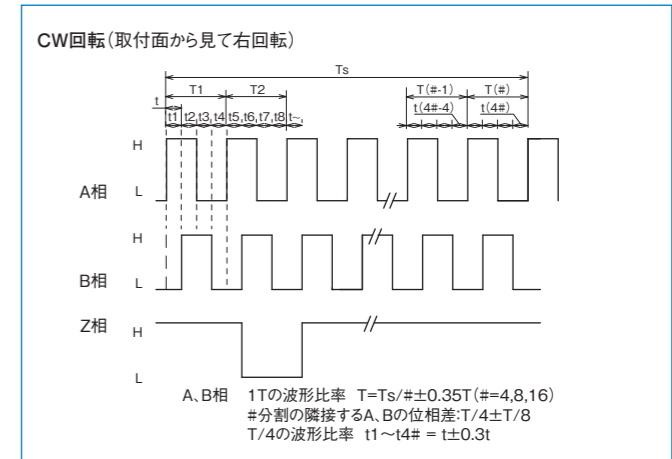 CW回転(取付面から見て右回転)
Ts
T1 T2 T(#-1) T(#)
t t(4#-4) t(4#)
t1 t2,t3,t4 t5,t6,t7,t8 t~,
H
A相 L
H
B相 L
Z相 H
L
A、B相 1Tの波形比率 T=Ts/#±0.35T(#=4,8,16)
#分割の隣接するA、Bの位相差:T/4±T/8
T/4の波形比率 t1~t4# = t±0.3t